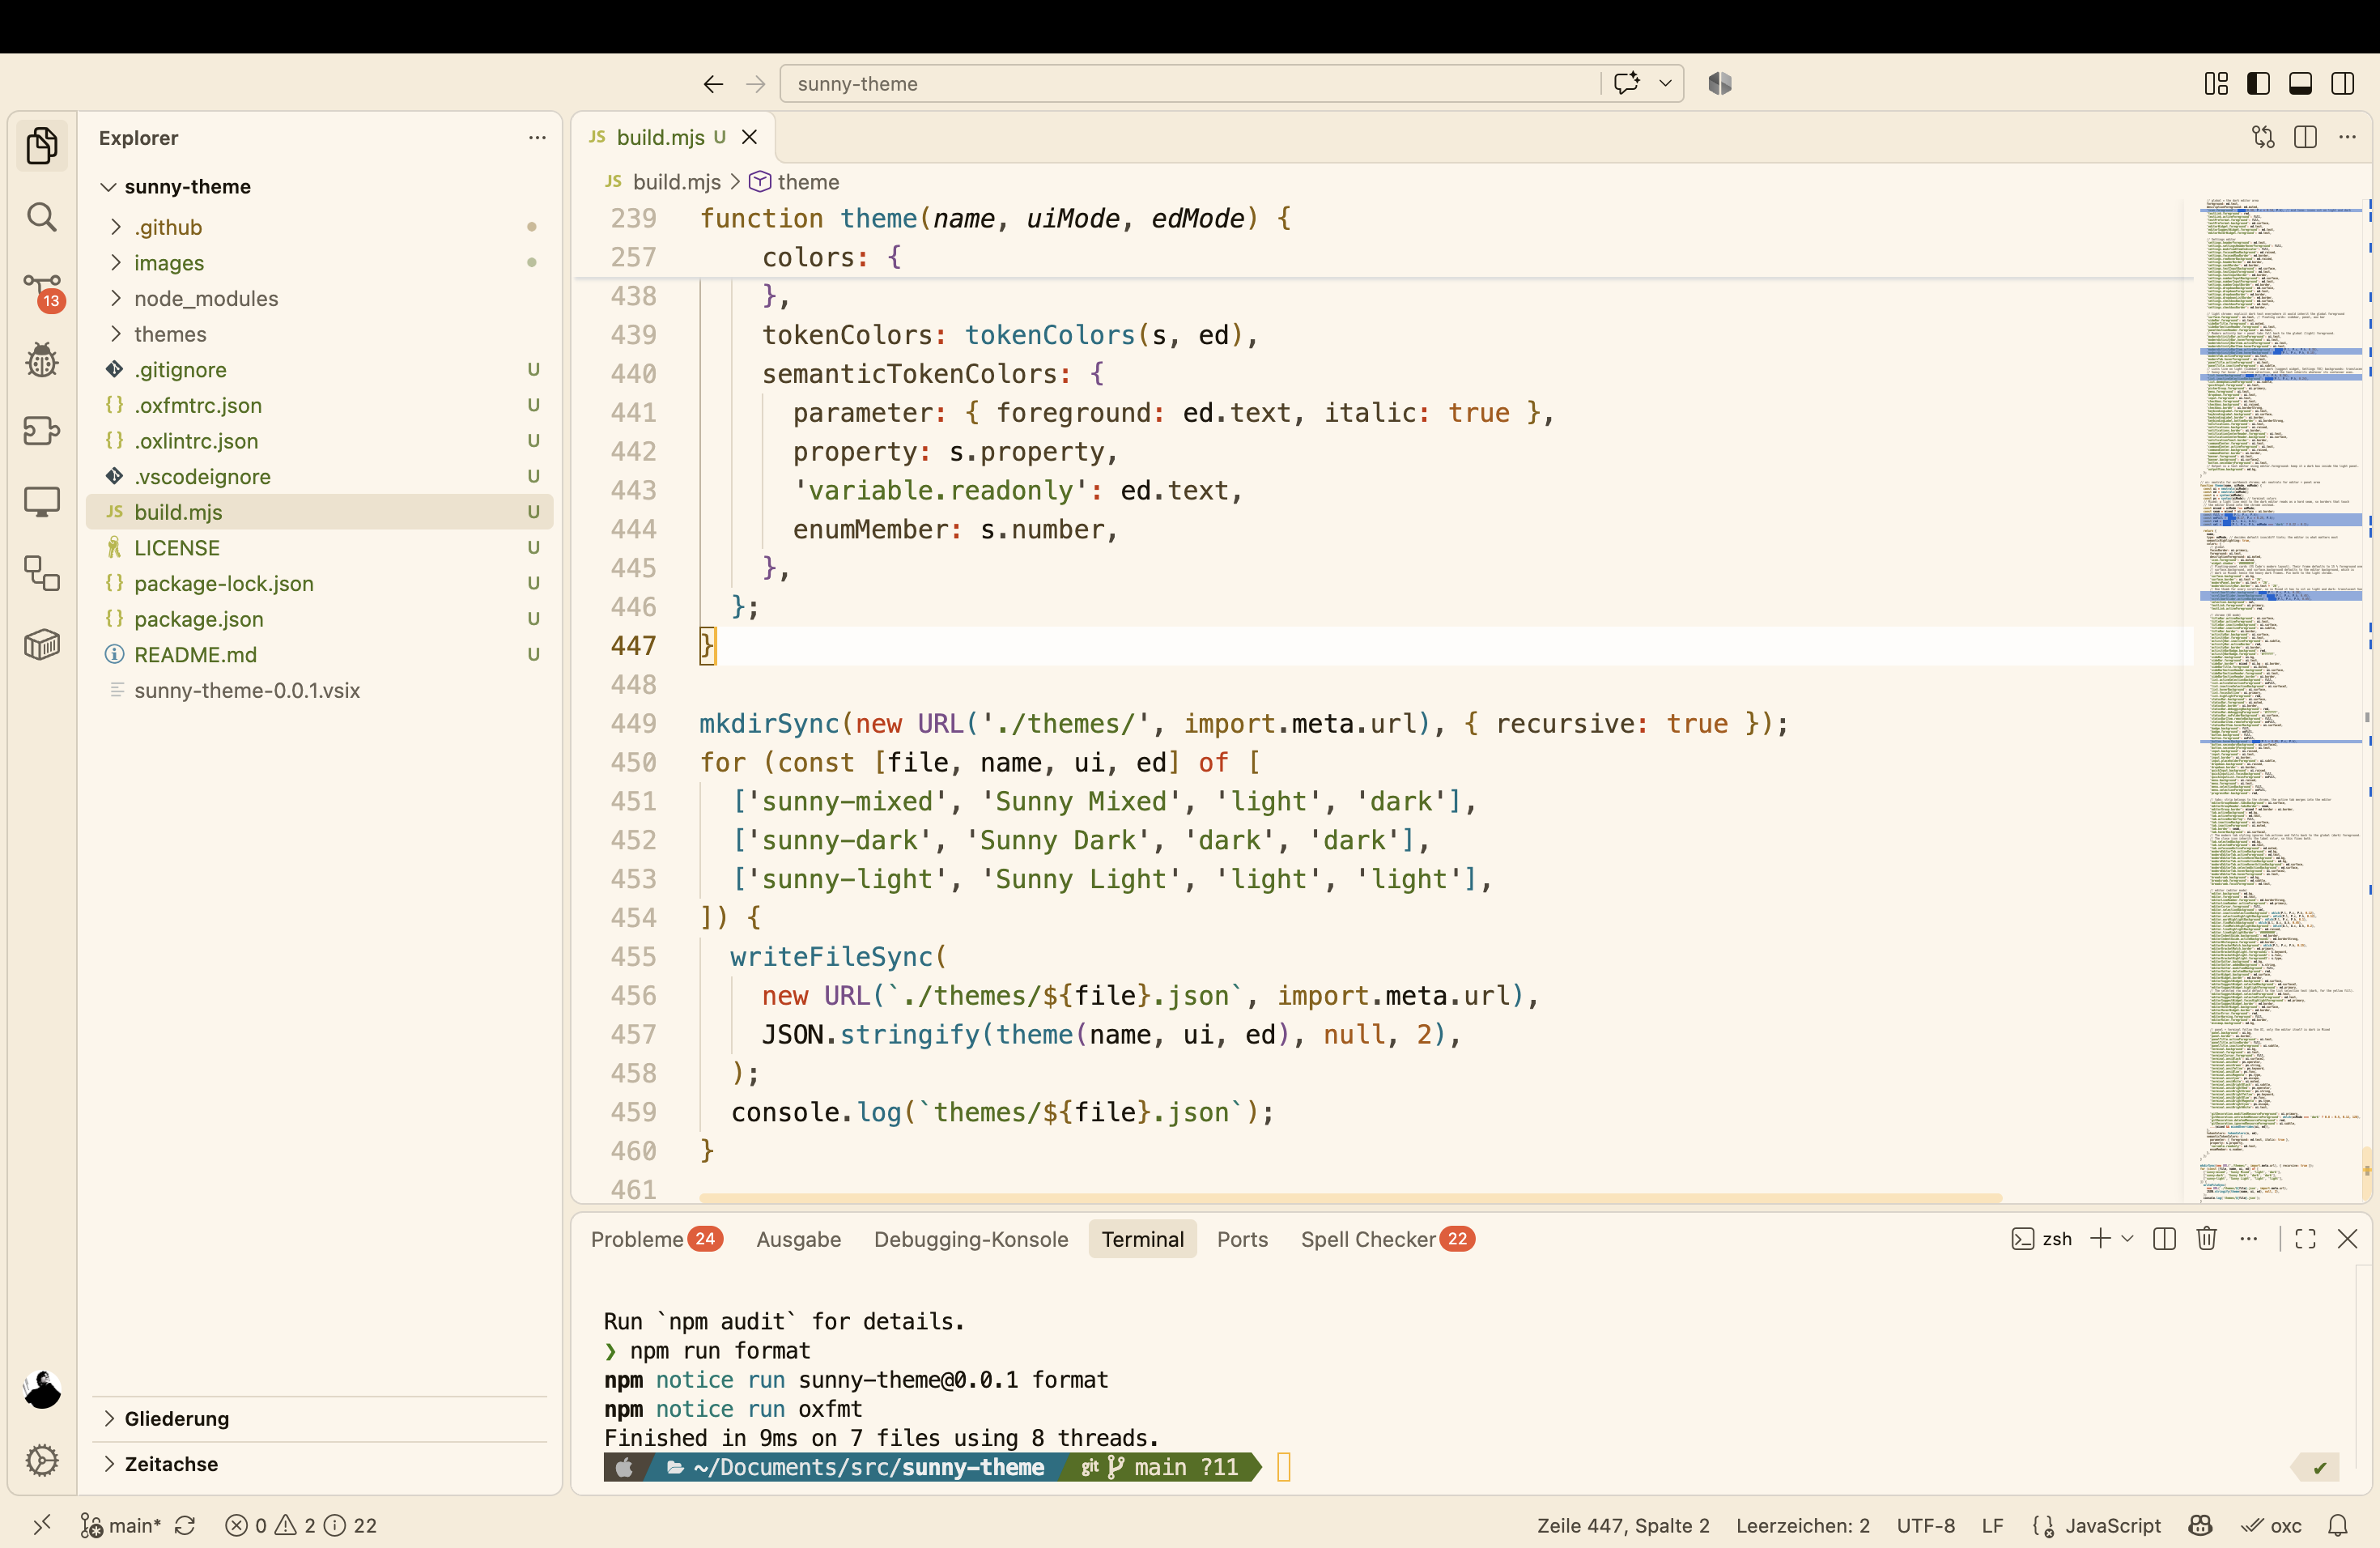 sunny-theme
Explorer
sunny-theme
.github
images
node_modules
themes
.gitignore U
.oxfmtrc.json U
.oxlintrc.json U
.vscodeignore U
JS build.mjs U
LICENSE U
package-lock.json U
package.json U
README.md U
sunny-theme-0.0.1.vsix
Gliederung
Zeitachse
13
JS build.mjs U
JS build.mjs > theme
239 function theme(name, uiMode, edMode) {
257 colors: {
438 },
439 tokenColors: tokenColors(s, ed),
440 semanticTokenColors: {
441 parameter: { foreground: ed.text, italic: true },
442 property: s.property,
443 'variable.readonly': ed.text,
444 enumMember: s.number,
445 },
446 };
447 }
448
449 mkdirSync(new URL('./themes/', import.meta.url), { recursive: true });
450 for (const [file, name, ui, ed] of [
451 ['sunny-mixed', 'Sunny Mixed', 'light', 'dark'],
452 ['sunny-dark', 'Sunny Dark', 'dark', 'dark'],
453 ['sunny-light', 'Sunny Light', 'light', 'light'],
454 ]) {
455 writeFileSync(
456 new URL(`./themes/${file}.json`, import.meta.url),
457 JSON.stringify(theme(name, ui, ed), null, 2),
458 );
459 console.log(`themes/${file}.json`);
460 }
461
Probleme 24 Ausgabe Debugging-Konsole Terminal Ports Spell Checker 22 zsh
Run `npm audit` for details.
❯ npm run format
npm notice run sunny-theme@0.0.1 format
npm notice run oxfmt
Finished in 9ms on 7 files using 8 threads.
~/Documents/src/sunny-theme git main ?11
main* 0 2 22 Zeile 447, Spalte 2 Leerzeichen: 2 UTF-8 LF JavaScript oxc